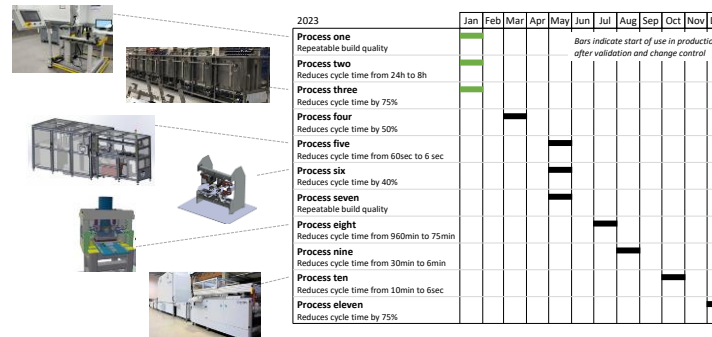 2023 Jan Feb Mar Apr May Jun Jul Aug Sep Oct Nov
Bars indicate start of use in
after validation and change control
Process one
Repeatable build quality
Process two
Reduces cycle time from 24h to 8h
Process three
Reduces cycle time by 75%
Process four
Reduces cycle time by 50%
Process five
Reduces cycle time from 60sec to 6 sec
Process six
Reduces cycle time by 40%
Process seven
Repeatable build quality
Process eight
Reduces cycle time from 960min to 75min
Process nine
Reduces cycle time from 30min to 6min
Process ten
Reduces cycle time from 10min to 6sec
Process eleven
Reduces cycle time by 75%